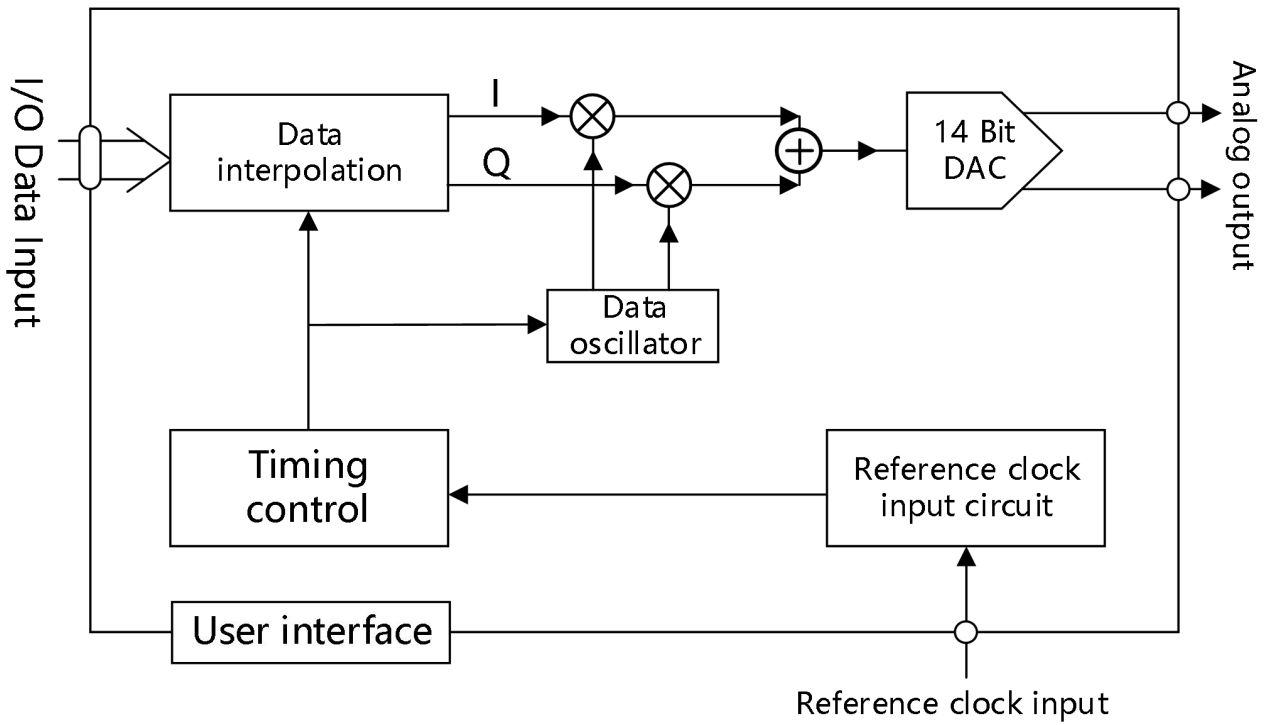 I/O Data Input
Data
interpolation
I
Q
14 Bit
DAC
Analog output
Data
oscillator
Timing
control
Reference clock
input circuit
User interface
Reference clock input